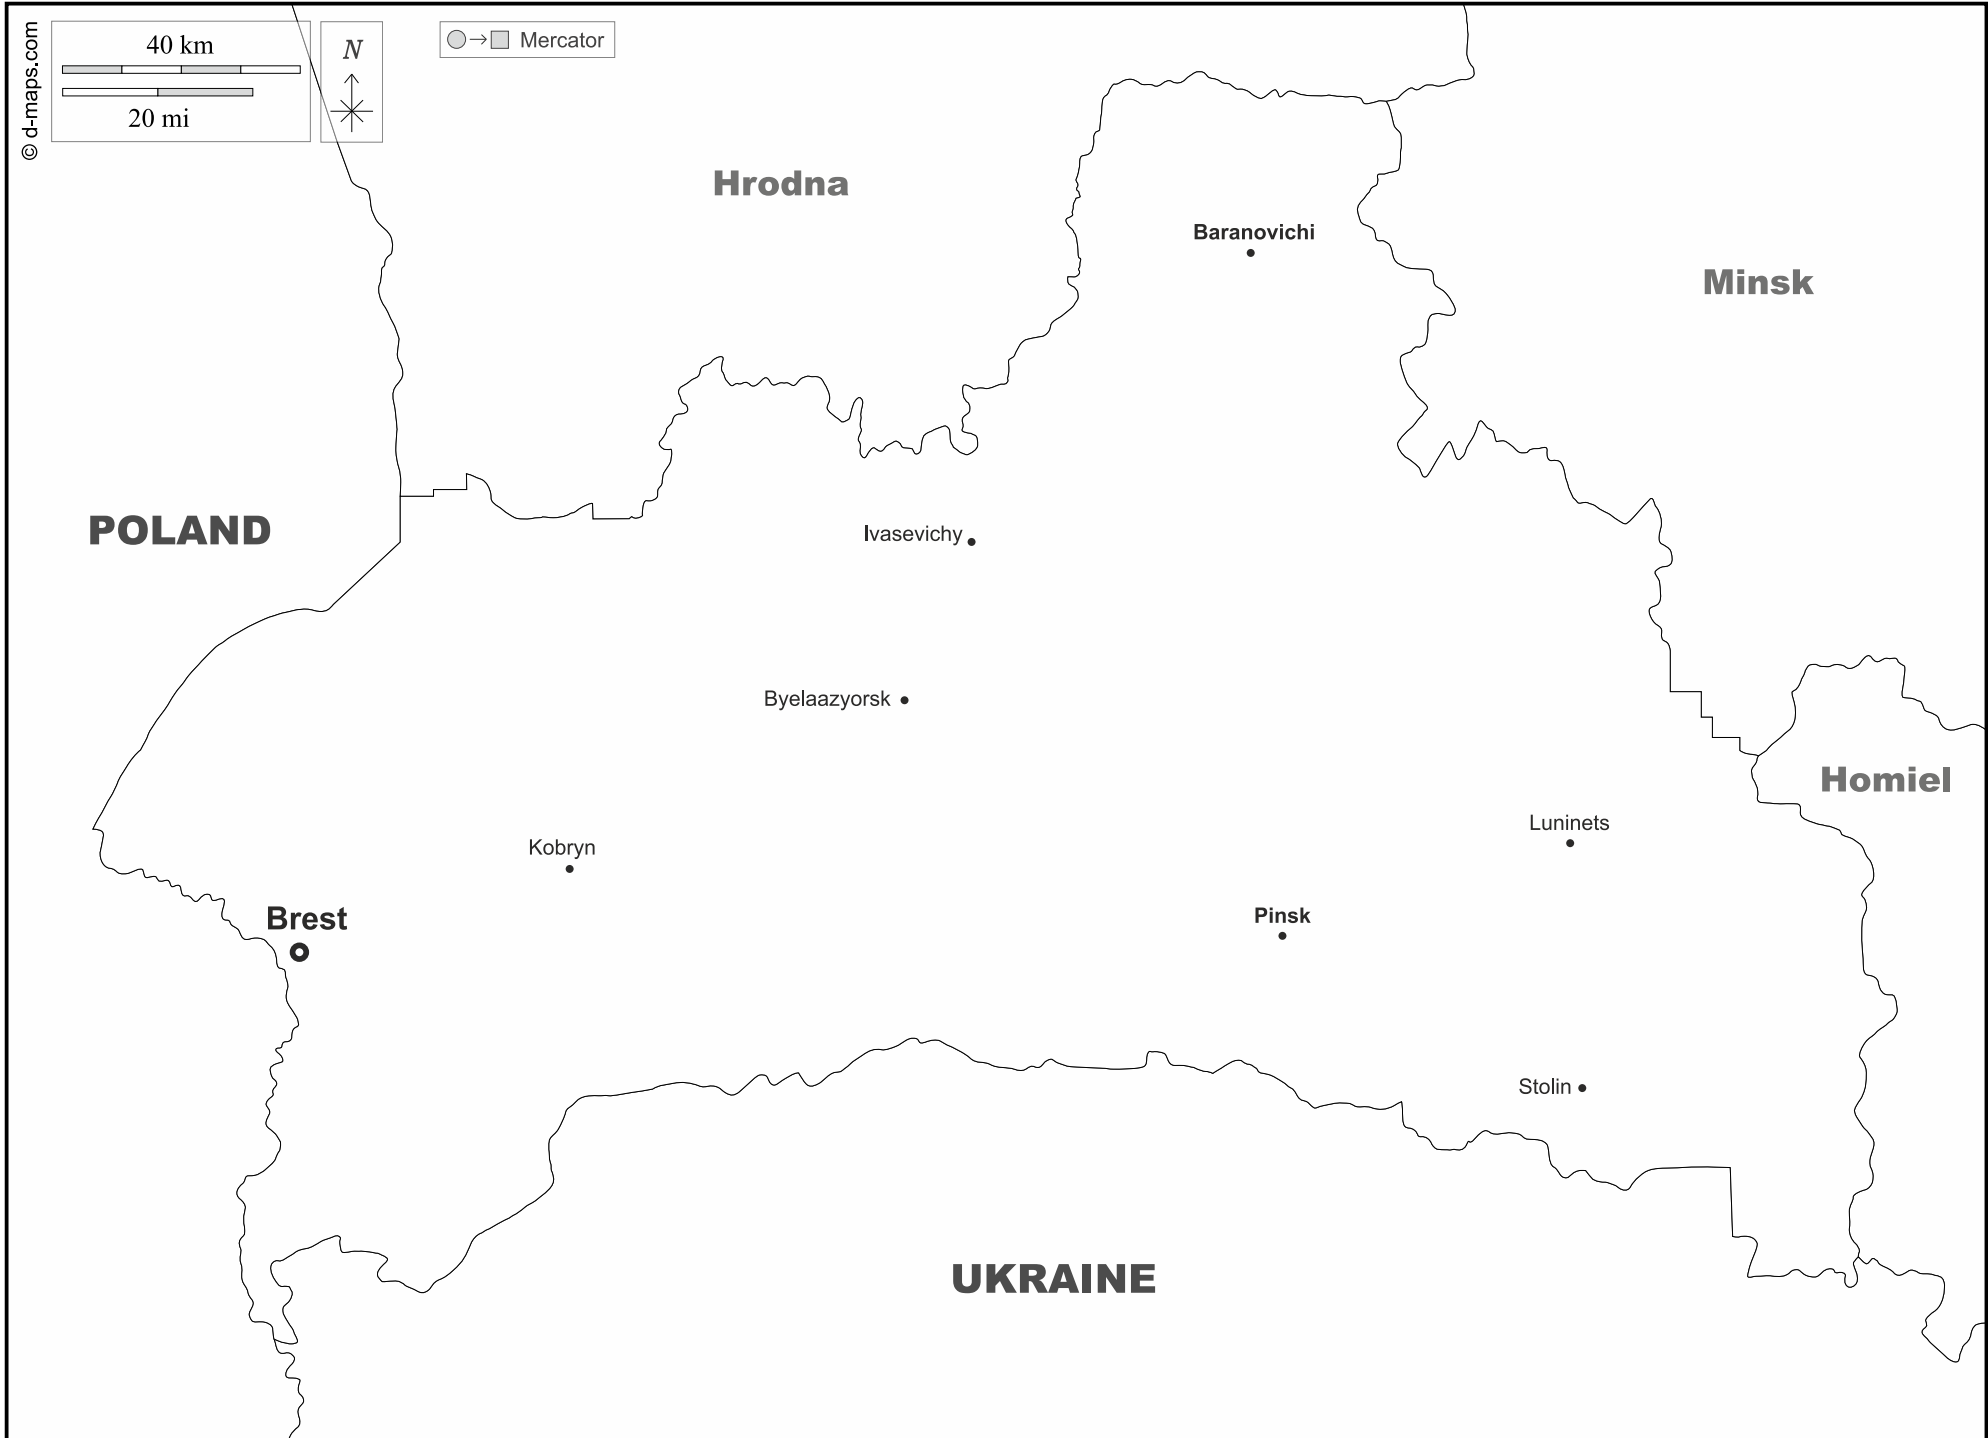 © d-maps.com
40 km
20 mi
N
Mercator
Hrodna
Baranovichi
Minsk
POLAND
Ivasevichy
Byelaazyorsk
Homiel
Luninets
Kobryn
Brest
Pinsk
Stolin
UKRAINE